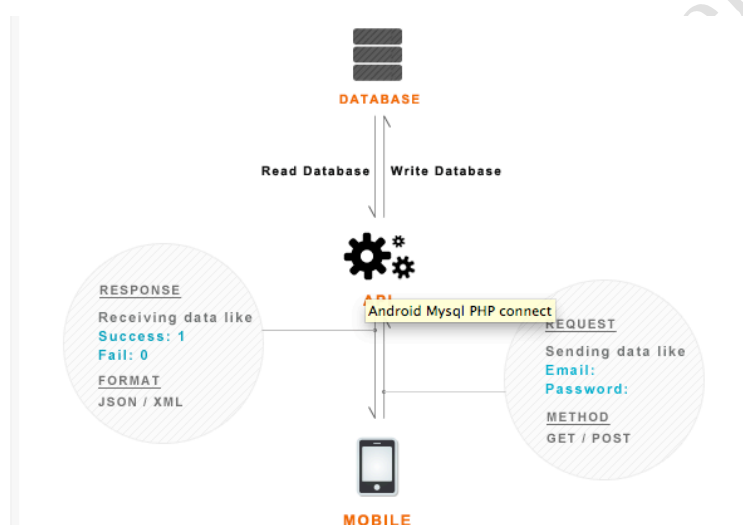 DATABASE
Read Database
Write Database
Android Mysql PHP connect
RESPONSE
Receiving data like
Success: 1
Fail: 0
FORMAT
JSON / XML
REQUEST
Sending data like
Email:
Password:
METHOD
GET / POST
MOBILE